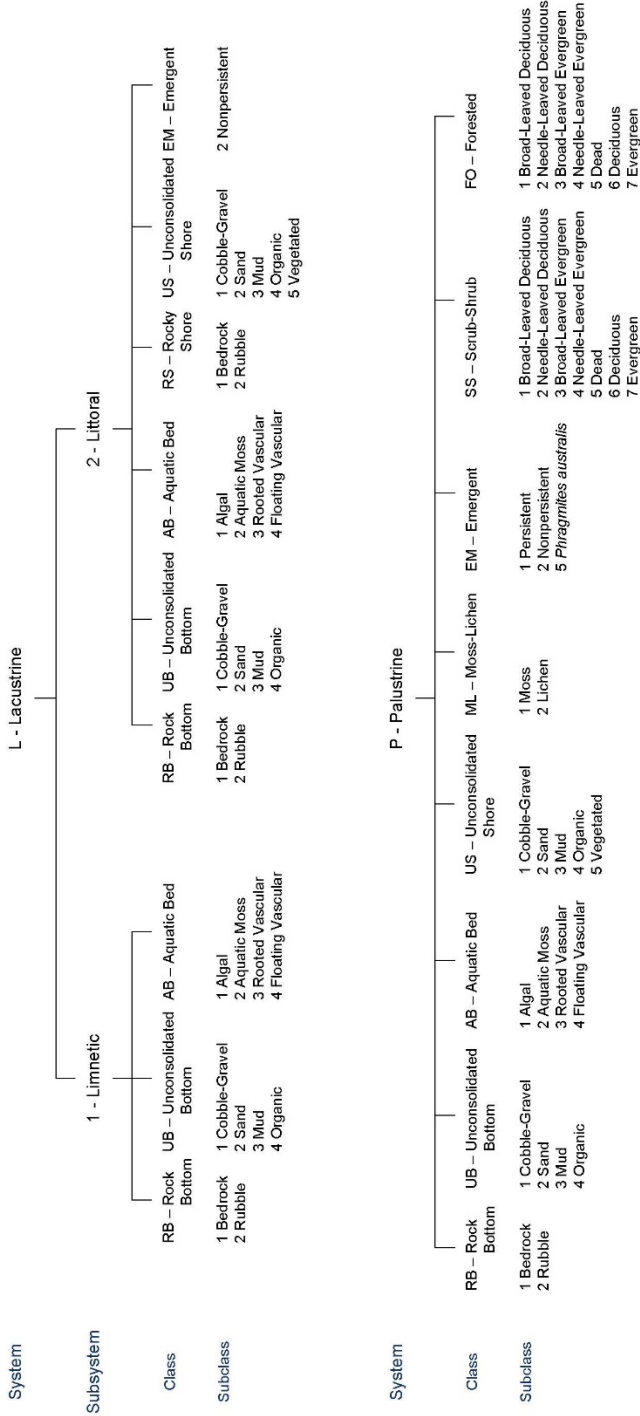 System
L - Lacustrine
Subsystem
1 - Limnetic
2 - Littoral
Class
RB – Rock
Bottom
UB – Unconsolidated
Bottom
AB – Aquatic Bed
RB – Rock
Bottom
UB – Unconsolidated
Bottom
AB – Aquatic Bed
RS – Rocky
Shore
US – Unconsolidated
Shore
EM – Emergent
Subclass
1 Bedrock
2 Rubble
1 Cobble-Gravel
2 Sand
3 Mud
4 Organic
1 Algal
2 Aquatic Moss
3 Rooted Vascular
4 Floating Vascular
1 Bedrock
2 Rubble
1 Cobble-Gravel
2 Sand
3 Mud
4 Organic
1 Algal
2 Aquatic Moss
3 Rooted Vascular
4 Floating Vascular
1 Bedrock
2 Rubble
1 Cobble-Gravel
2 Sand
3 Mud
4 Organic
5 Vegetated
2 Nonpersistent
System
P - Palustrine
Class
RB – Rock
Bottom
UB – Unconsolidated
Bottom
AB – Aquatic Bed
US – Unconsolidated
Shore
ML – Moss-Lichen
EM – Emergent
SS – Scrub-Shrub
FO – Forested
Subclass
1 Bedrock
2 Rubble
1 Cobble-Gravel
2 Sand
3 Mud
4 Organic
1 Algal
2 Aquatic Moss
3 Rooted Vascular
4 Floating Vascular
1 Cobble-Gravel
2 Sand
3 Mud
4 Organic
5 Vegetated
1 Moss
2 Lichen
1 Persistent
2 Nonpersistent
5 Phragmites australis
1 Broad-Leaved Deciduous
2 Needle-Leaved Deciduous
3 Broad-Leaved Evergreen
4 Needle-Leaved Evergreen
5 Dead
6 Deciduous
7 Evergreen
1 Broad-Leaved Deciduous
2 Needle-Leaved Deciduous
3 Broad-Leaved Evergreen
4 Needle-Leaved Evergreen
5 Dead
6 Deciduous
7 Evergreen